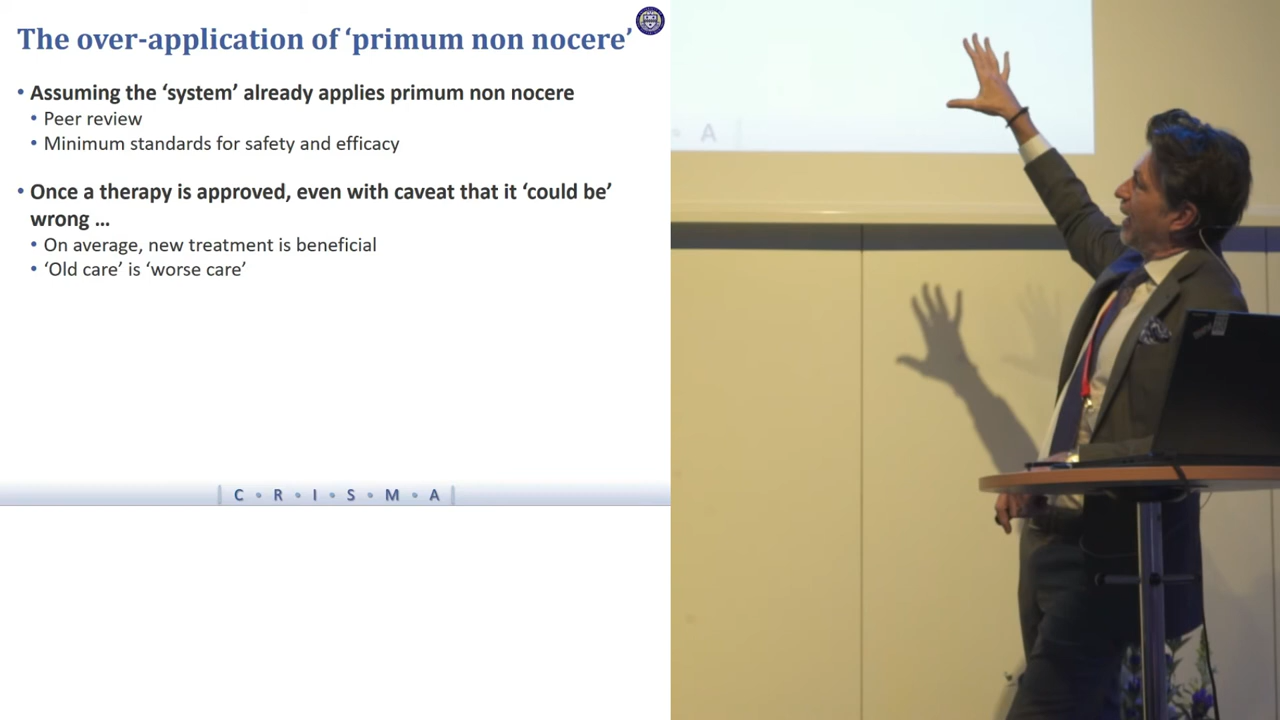 The over-application of ‘primum non nocere’
• Assuming the ‘system’ already applies primum non nocere
• Peer review
• Minimum standards for safety and efficacy
• Once a therapy is approved, even with caveat that it ‘could be’
wrong …
• On average, new treatment is beneficial
• ‘Old care’ is ‘worse care’
| C • R • I • S • M • A |
• A |